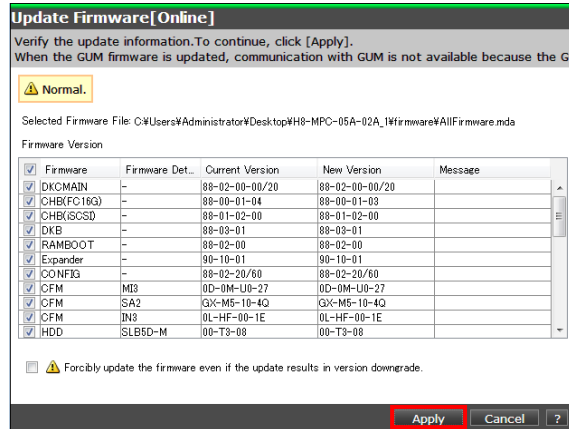 Update Firmware[Online]
Verify the update information.To continue, click [Apply].
When the GUM firmware is updated, communication with GUM is not available because the G
Normal.
Selected Firmware File: C:¥Users¥Administrator¥Desktop¥H8-MPC-05A-02A_1¥firmware¥AllFirmware.mda
Firmware Version
Firmware Firmware Det... Current Version New Version Message
DKCMAIN - 88-02-00-00/20 88-02-00-00/20
CHB(FC16G) - 88-00-01-04 88-00-01-03
CHB(iSCSI) - 88-01-02-00 88-01-02-00
DKB - 88-03-01 88-03-01
RAMBOOT - 88-02-00 88-02-00
Expander - 90-10-01 90-10-01
CONFIG - 88-02-20/60 88-02-20/60
CFM MI3 0D-0M-U0-27 0D-0M-U0-27
CFM SA2 GX-M5-10-4Q GX-M5-10-4Q
CFM IN3 0L-HF-00-1E 0L-HF-00-1E
HDD SLB5D-M 00-T3-08 00-T3-08
Forcibly update the firmware even if the update results in version downgrade.
Apply Cancel ?